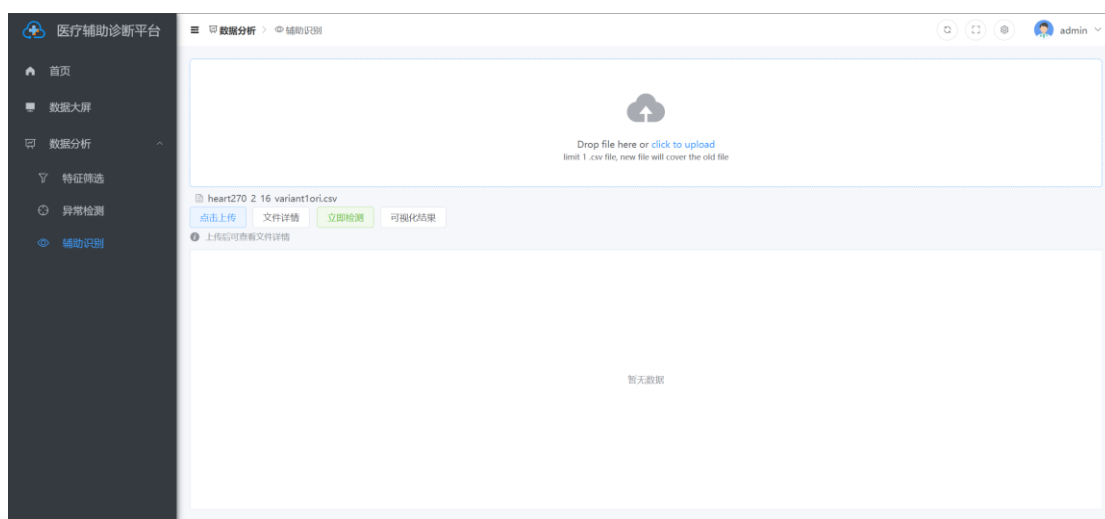 医疗辅助诊断平台
数据分析 > 辅助识别
admin
首页
数据大屏
数据分析
特征筛选
异常检测
辅助识别
Drop file here or click to upload
limit 1 .csv file, new file will cover the old file
heart270_2_16_variant1ori.csv
点击上传 文件详情 立即检测 可视化结果
上传后可查看文件详情
暂无数据